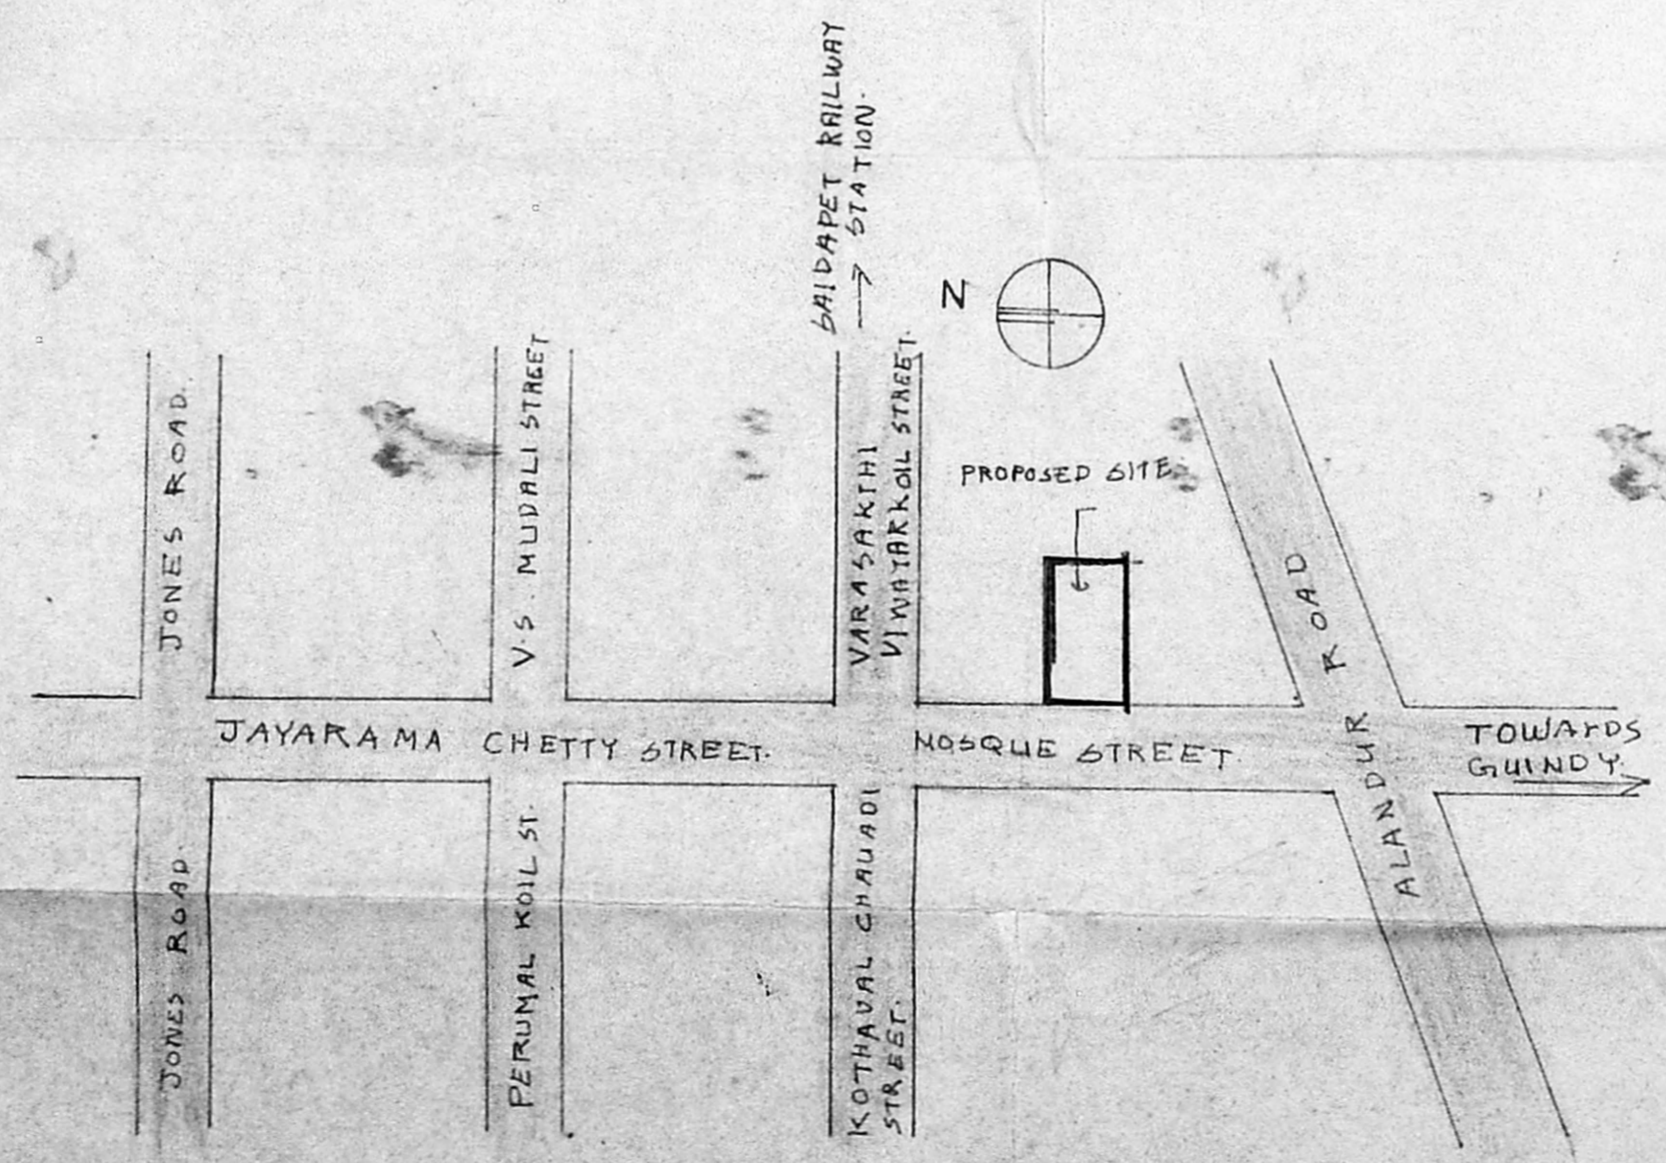 SAIDAPET RAILWAY
STATION.
N
JONES ROAD.
V.S. MUDALI STREET
VARASAKTHI
VINAYAKKOIL STREET.
PROPOSED SITE
ROAD
JAYARAMA CHETTY STREET.
MOSQUE STREET.
ALANDUR
TOWARDS
GUINDY.
JONES ROAD.
PERUMAL KOIL ST.
KOTHAVAL CHAVADI
STREET.